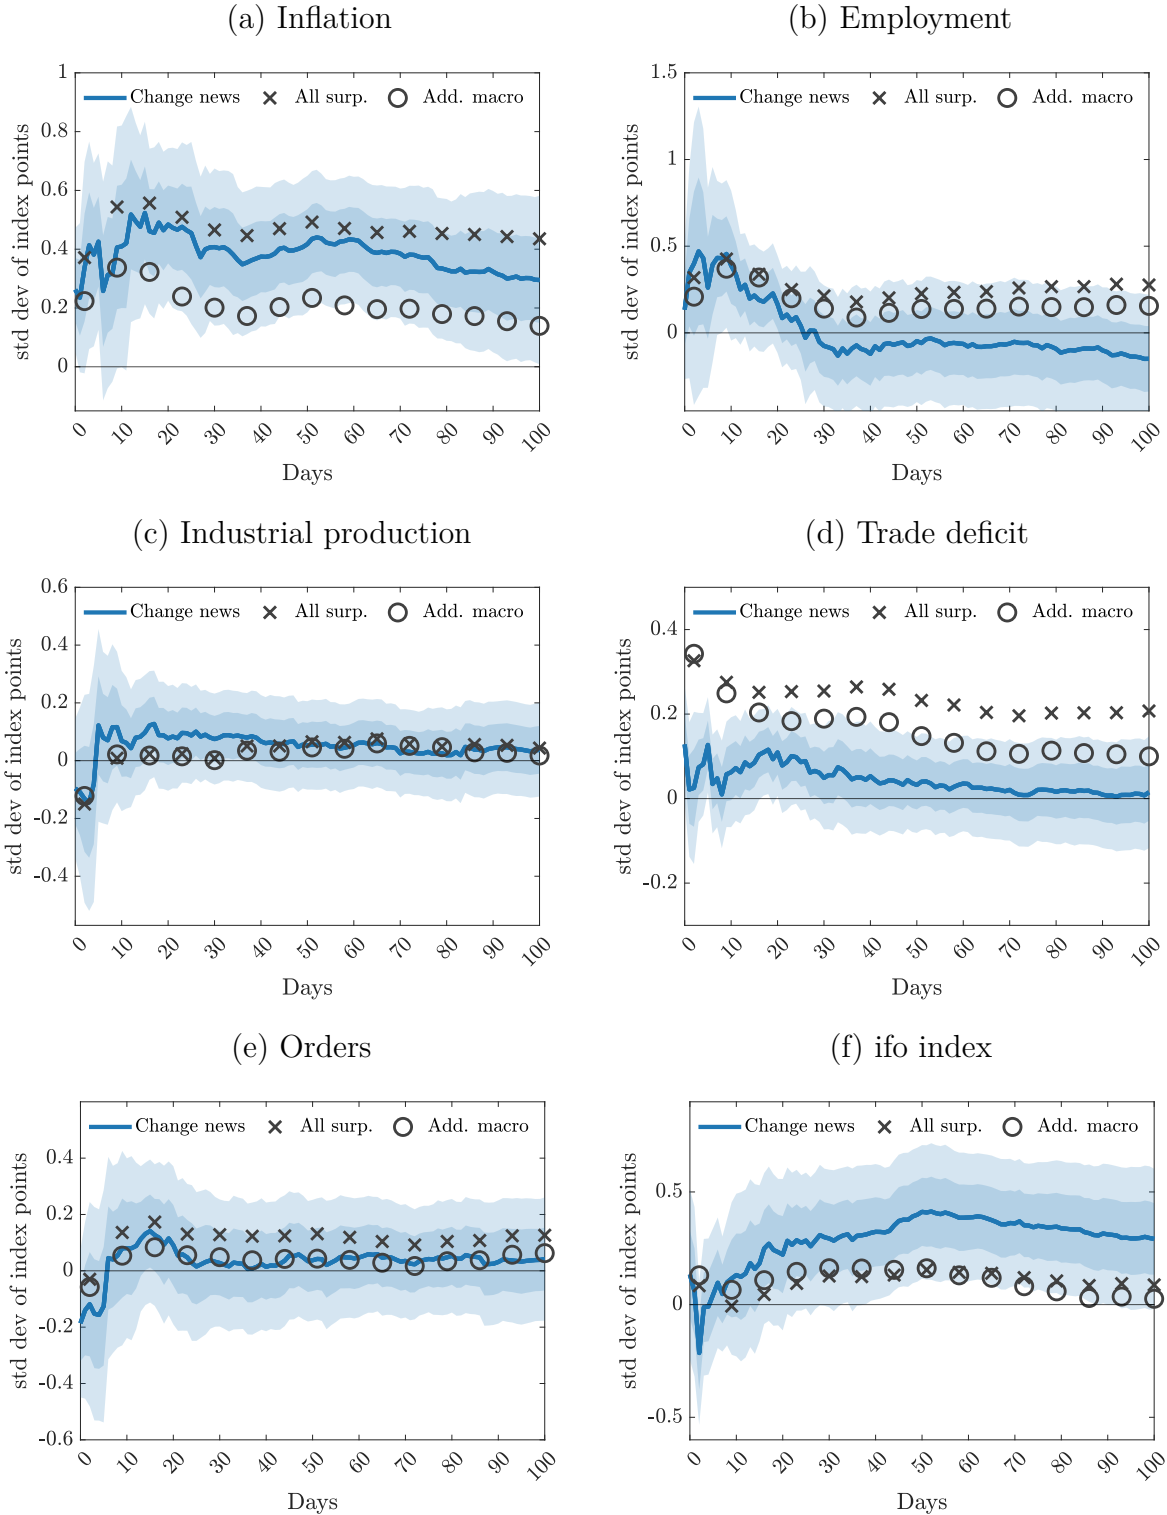 (a) Inflation
Change news All surp. Add. macro
std dev of index points
1
0.8
0.6
0.4
0.2
0
0 10 20 30 40 50 60 70 80 90 100
Days
(b) Employment
Change news All surp. Add. macro
std dev of index points
1.5
1
0.5
0
0 10 20 30 40 50 60 70 80 90 100
Days
(c) Industrial production
Change news All surp. Add. macro
std dev of index points
0.6
0.4
0.2
0
-0.2
-0.4
0 10 20 30 40 50 60 70 80 90 100
Days
(d) Trade deficit
Change news All surp. Add. macro
std dev of index points
0.4
0.2
0
-0.2
0 10 20 30 40 50 60 70 80 90 100
Days
(e) Orders
Change news All surp. Add. macro
std dev of index points
0.4
0.2
0
-0.2
-0.4
-0.6
0 10 20 30 40 50 60 70 80 90 100
Days
(f) ifo index
Change news All surp. Add. macro
std dev of index points
0.5
0
-0.5
0 10 20 30 40 50 60 70 80 90 100
Days